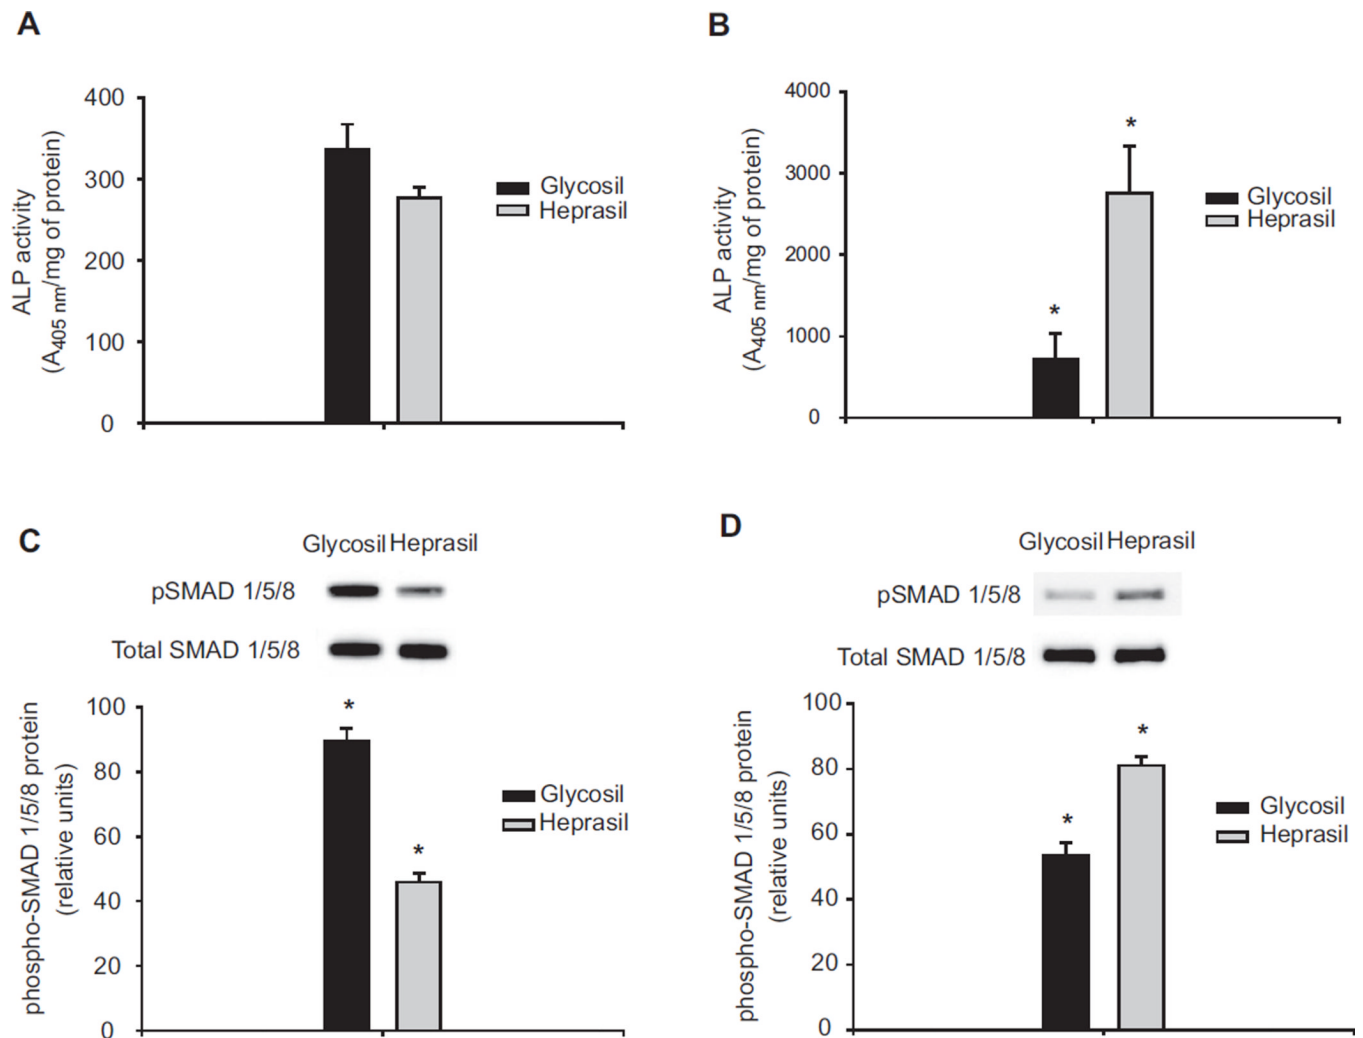 A
400
300
200
100
0
ALP activity
(A405 nm/mg of protein)
Glycosil
Heprasil
B
4000
3000
2000
1000
0
ALP activity
(A405 nm/mg of protein)
*
*
Glycosil
Heprasil
C
Glycosil Heprasil
pSMAD 1/5/8
Total SMAD 1/5/8
100
80
60
40
20
0
phospho-SMAD 1/5/8 protein
(relative units)
*
*
Glycosil
Heprasil
D
Glycosil Heprasil
pSMAD 1/5/8
Total SMAD 1/5/8
100
80
60
40
20
0
phospho-SMAD 1/5/8 protein
(relative units)
*
*
Glycosil
Heprasil